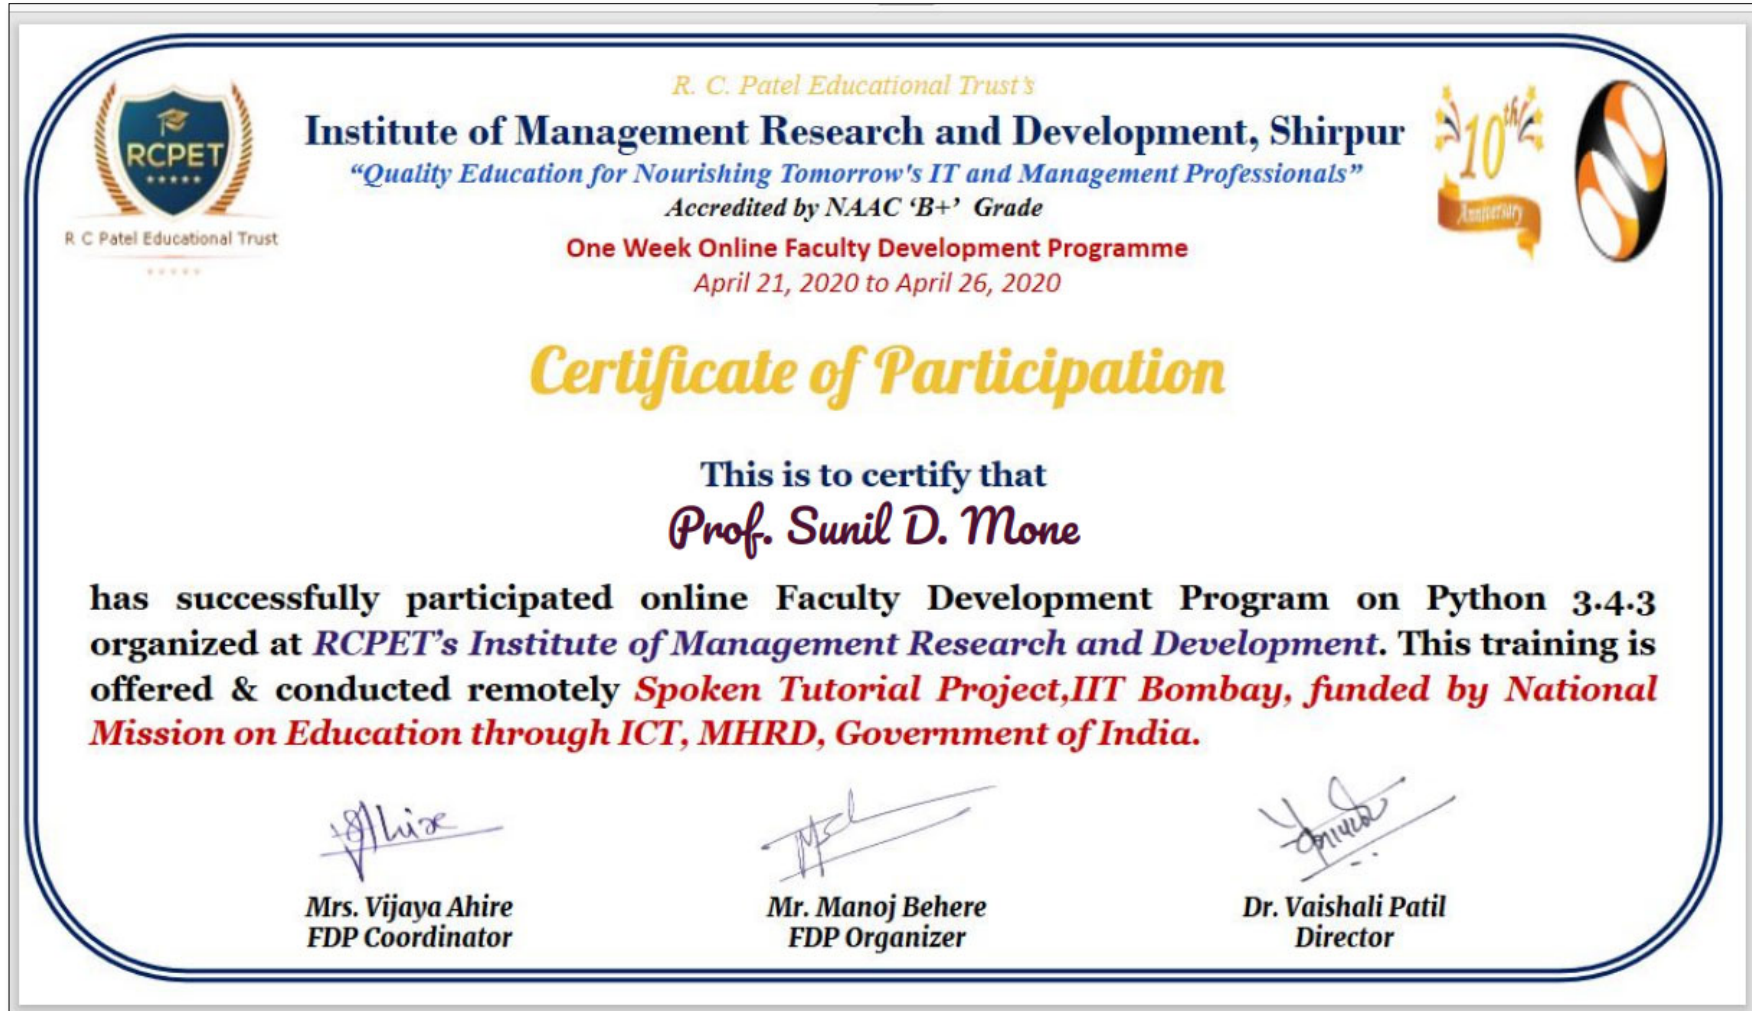 R. C. Patel Educational Trust's
Institute of Management Research and Development, Shirpur
“Quality Education for Nourishing Tomorrow's IT and Management Professionals”
Accredited by NAAC ‘B+’ Grade
One Week Online Faculty Development Programme
April 21, 2020 to April 26, 2020
RCPET
R C Patel Educational Trust
10th
Anniversary
Certificate of Participation
This is to certify that
Prof. Sunil D. Mone
has successfully participated online Faculty Development Program on Python 3.4.3
organized at RCPET’s Institute of Management Research and Development. This training is
offered & conducted remotely Spoken Tutorial Project,IIT Bombay, funded by National
Mission on Education through ICT, MHRD, Government of India.
Mrs. Vijaya Ahire
FDP Coordinator
Mr. Manoj Behere
FDP Organizer
Dr. Vaishali Patil
Director